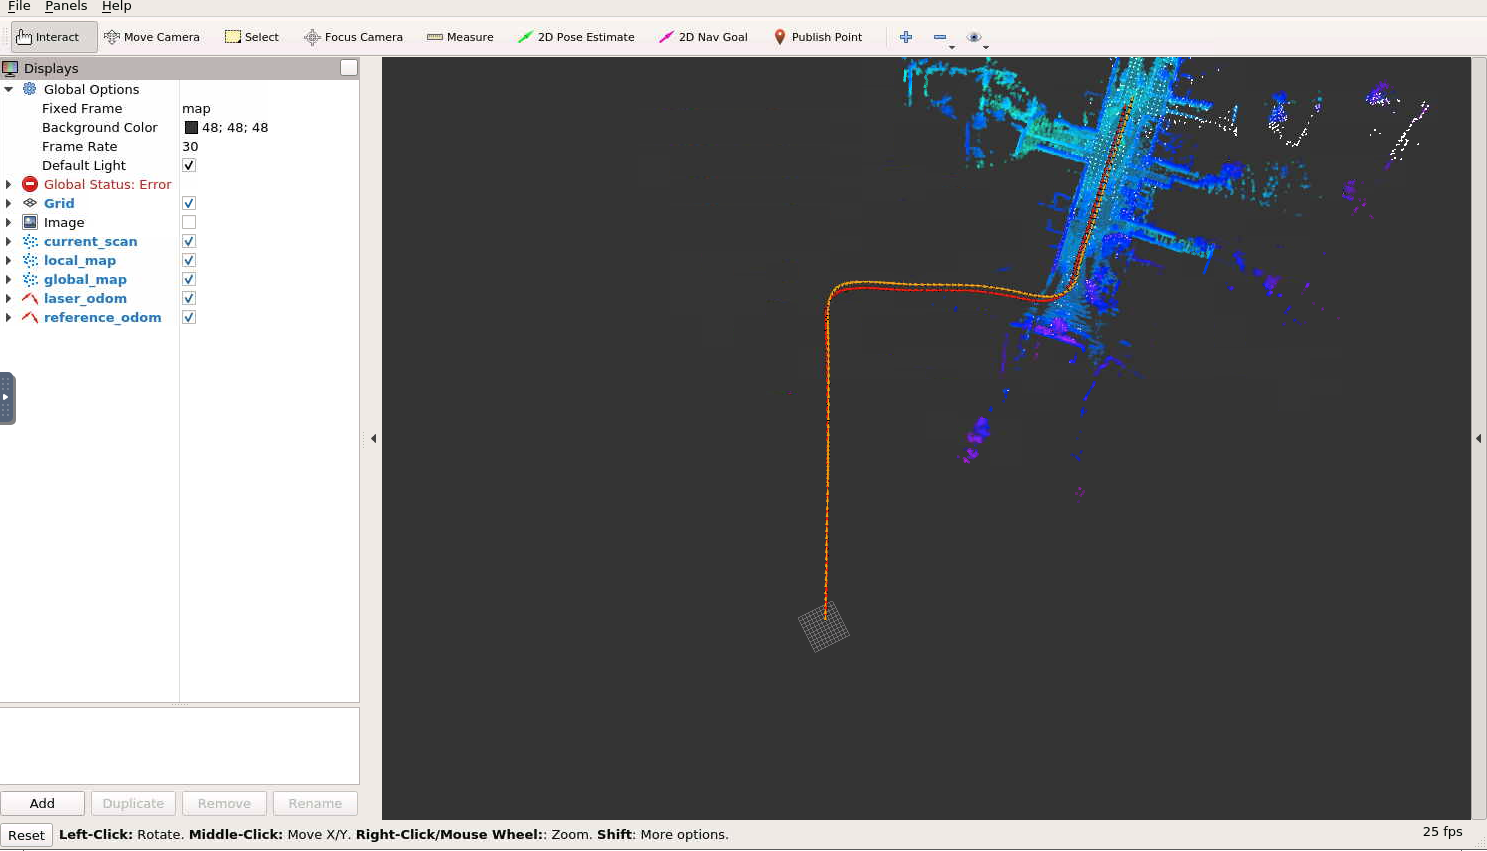 File Panels Help
Interact Move Camera Select Focus Camera Measure 2D Pose Estimate 2D Nav Goal Publish Point
Displays
Global Options
Fixed Frame map
Background Color 48; 48; 48
Frame Rate 30
Default Light
Global Status: Error
Grid
Image
current_scan
local_map
global_map
laser_odom
reference_odom
Add Duplicate Remove Rename
Reset Left-Click: Rotate. Middle-Click: Move X/Y. Right-Click/Mouse Wheel:: Zoom. Shift: More options. 25 fps